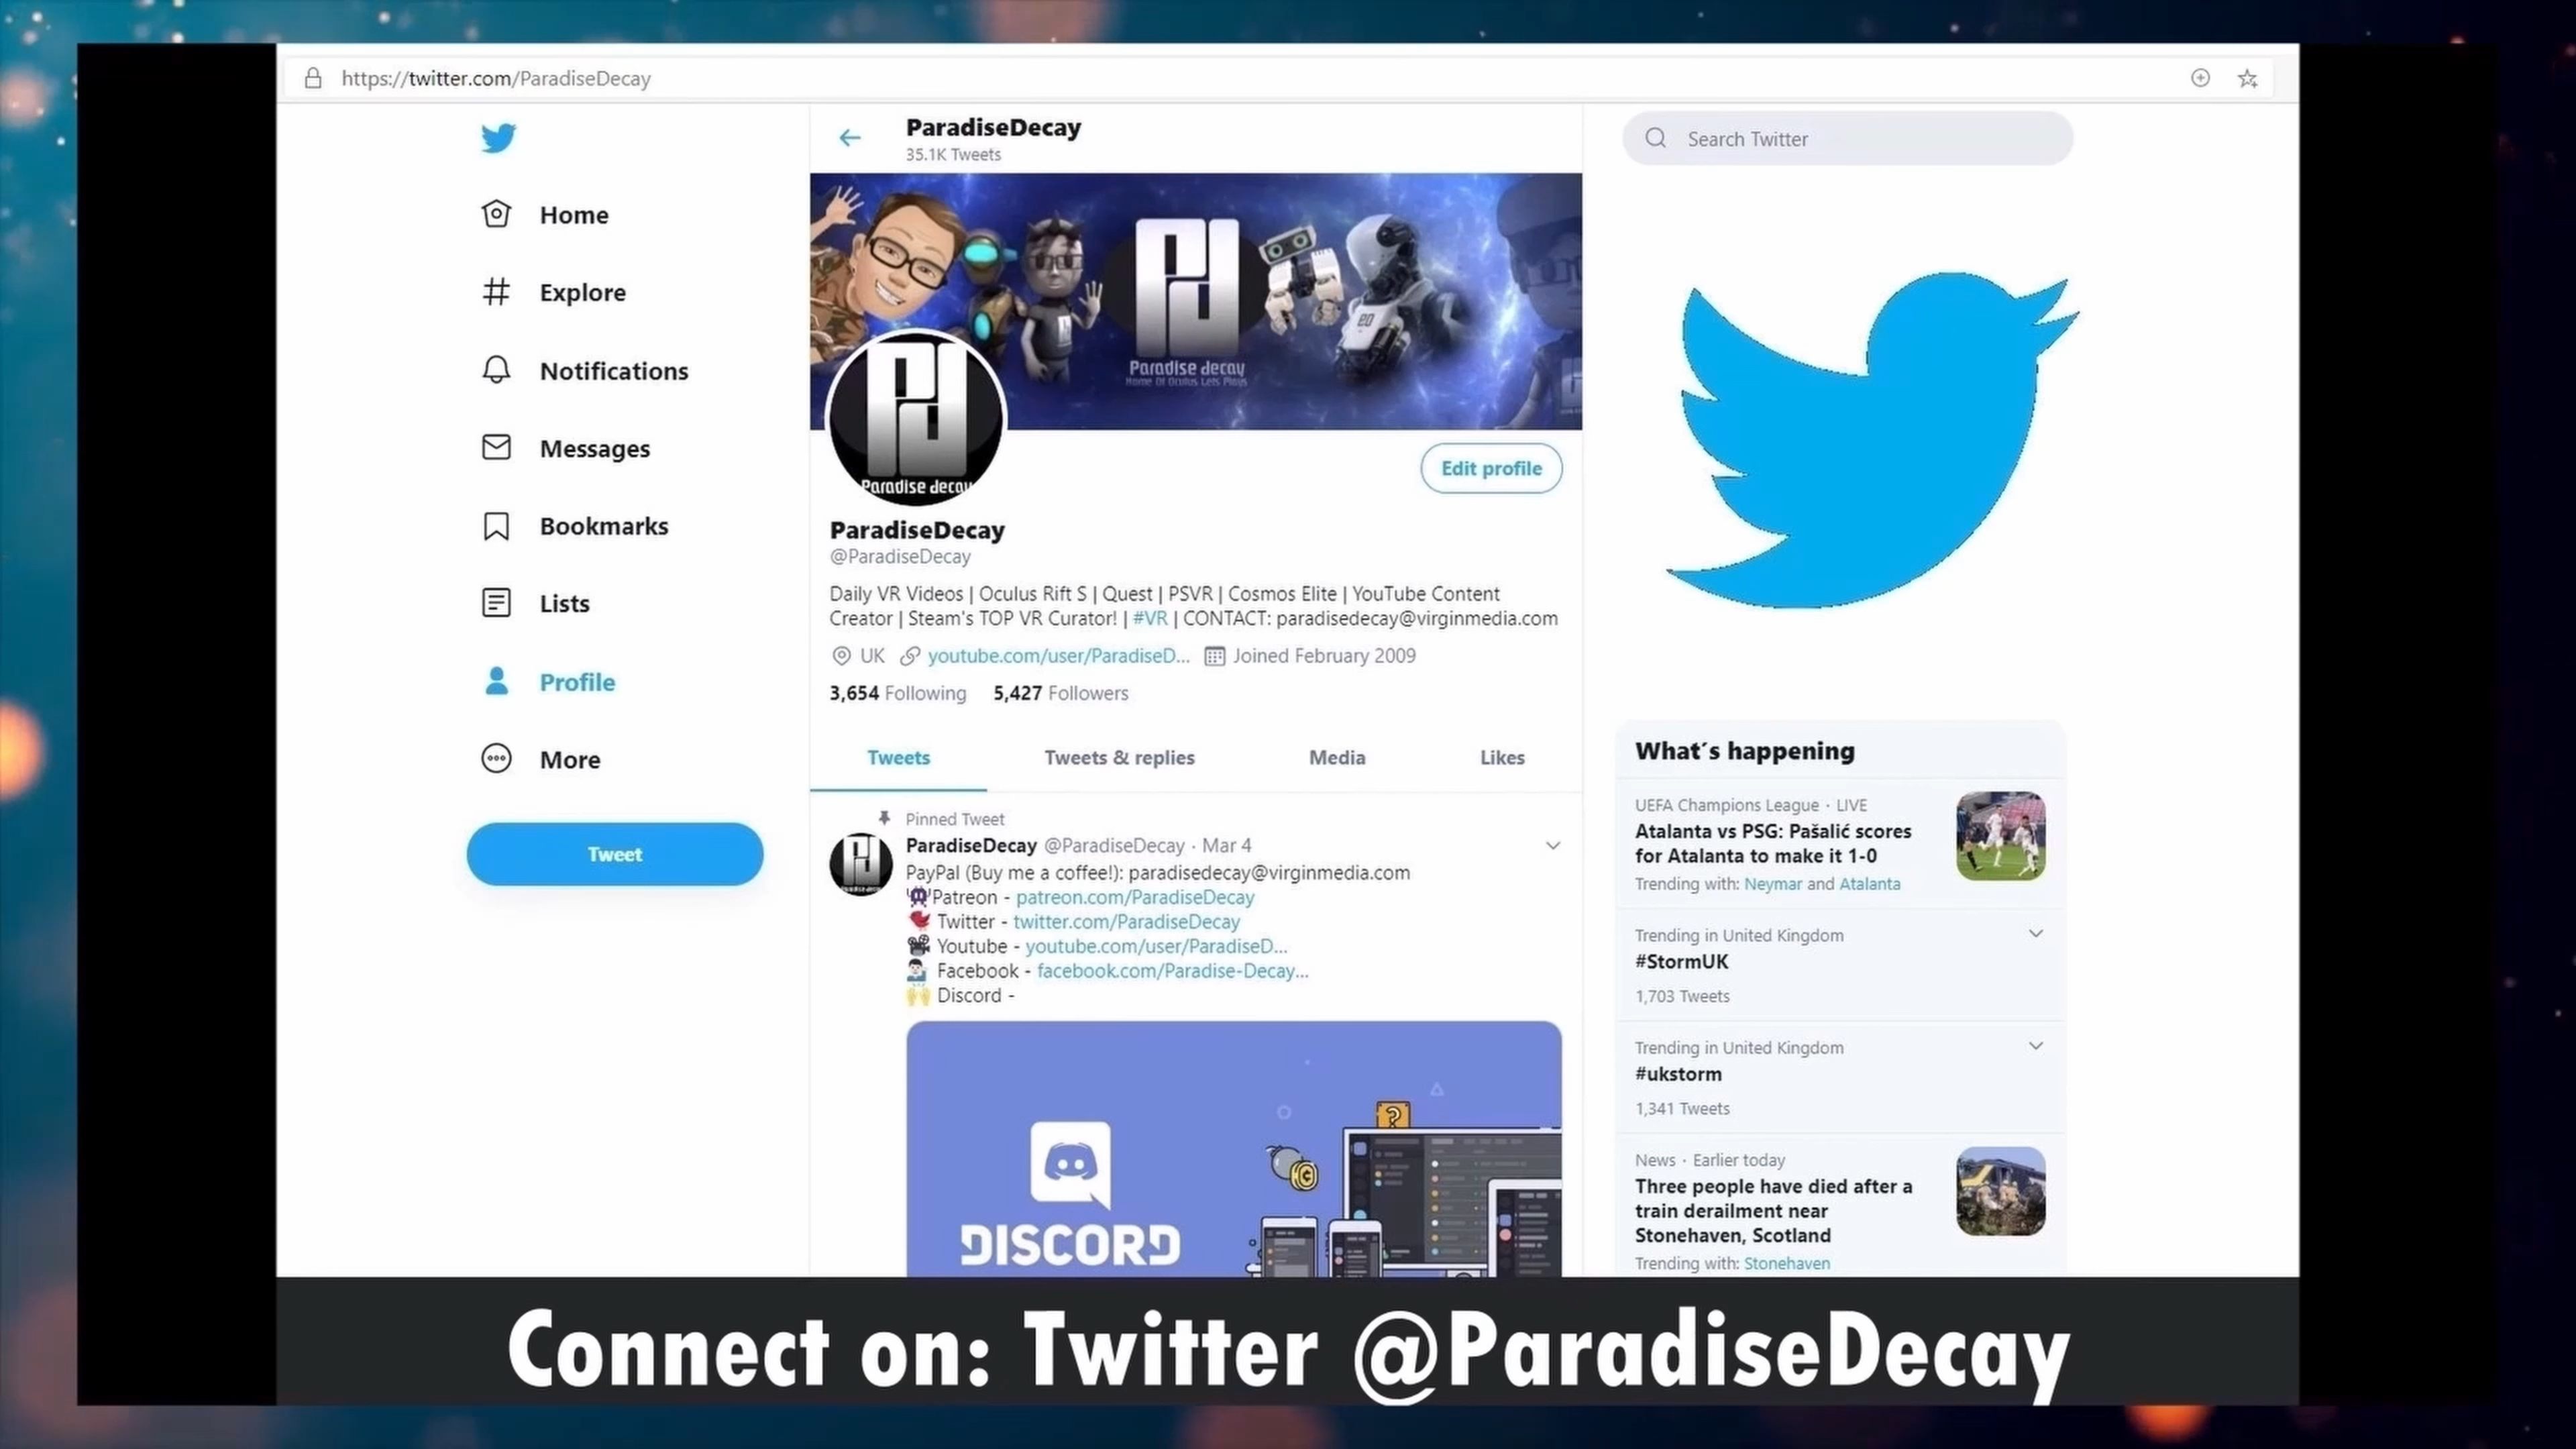 https://twitter.com/ParadiseDecay
Home
Explore
Notifications
Messages
Bookmarks
Lists
Profile
More
Tweet
ParadiseDecay
35.1K Tweets
Paradise decay
Home Of Oculus Lets Plays
Paradise decay
Edit profile
ParadiseDecay
@ParadiseDecay
Daily VR Videos | Oculus Rift S | Quest | PSVR | Cosmos Elite | YouTube Content
Creator | Steam's TOP VR Curator! | #VR | CONTACT: paradisedecay@virginmedia.com
UK youtube.com/user/ParadiseD... Joined February 2009
3,654 Following 5,427 Followers
Tweets Tweets & replies Media Likes
Pinned Tweet
ParadiseDecay @ParadiseDecay · Mar 4
PayPal (Buy me a coffee!): paradisedecay@virginmedia.com
Patreon - patreon.com/ParadiseDecay
Twitter - twitter.com/ParadiseDecay
Youtube - youtube.com/user/ParadiseD...
Facebook - facebook.com/Paradise-Decay...
Discord -
DISCORD
Search Twitter
What's happening
UEFA Champions League · LIVE
Atalanta vs PSG: Pašalić scores
for Atalanta to make it 1-0
Trending with: Neymar and Atalanta
Trending in United Kingdom
#StormUK
1,703 Tweets
Trending in United Kingdom
#ukstorm
1,341 Tweets
News · Earlier today
Three people have died after a
train derailment near
Stonehaven, Scotland
Trending with: Stonehaven
Connect on: Twitter @ParadiseDecay